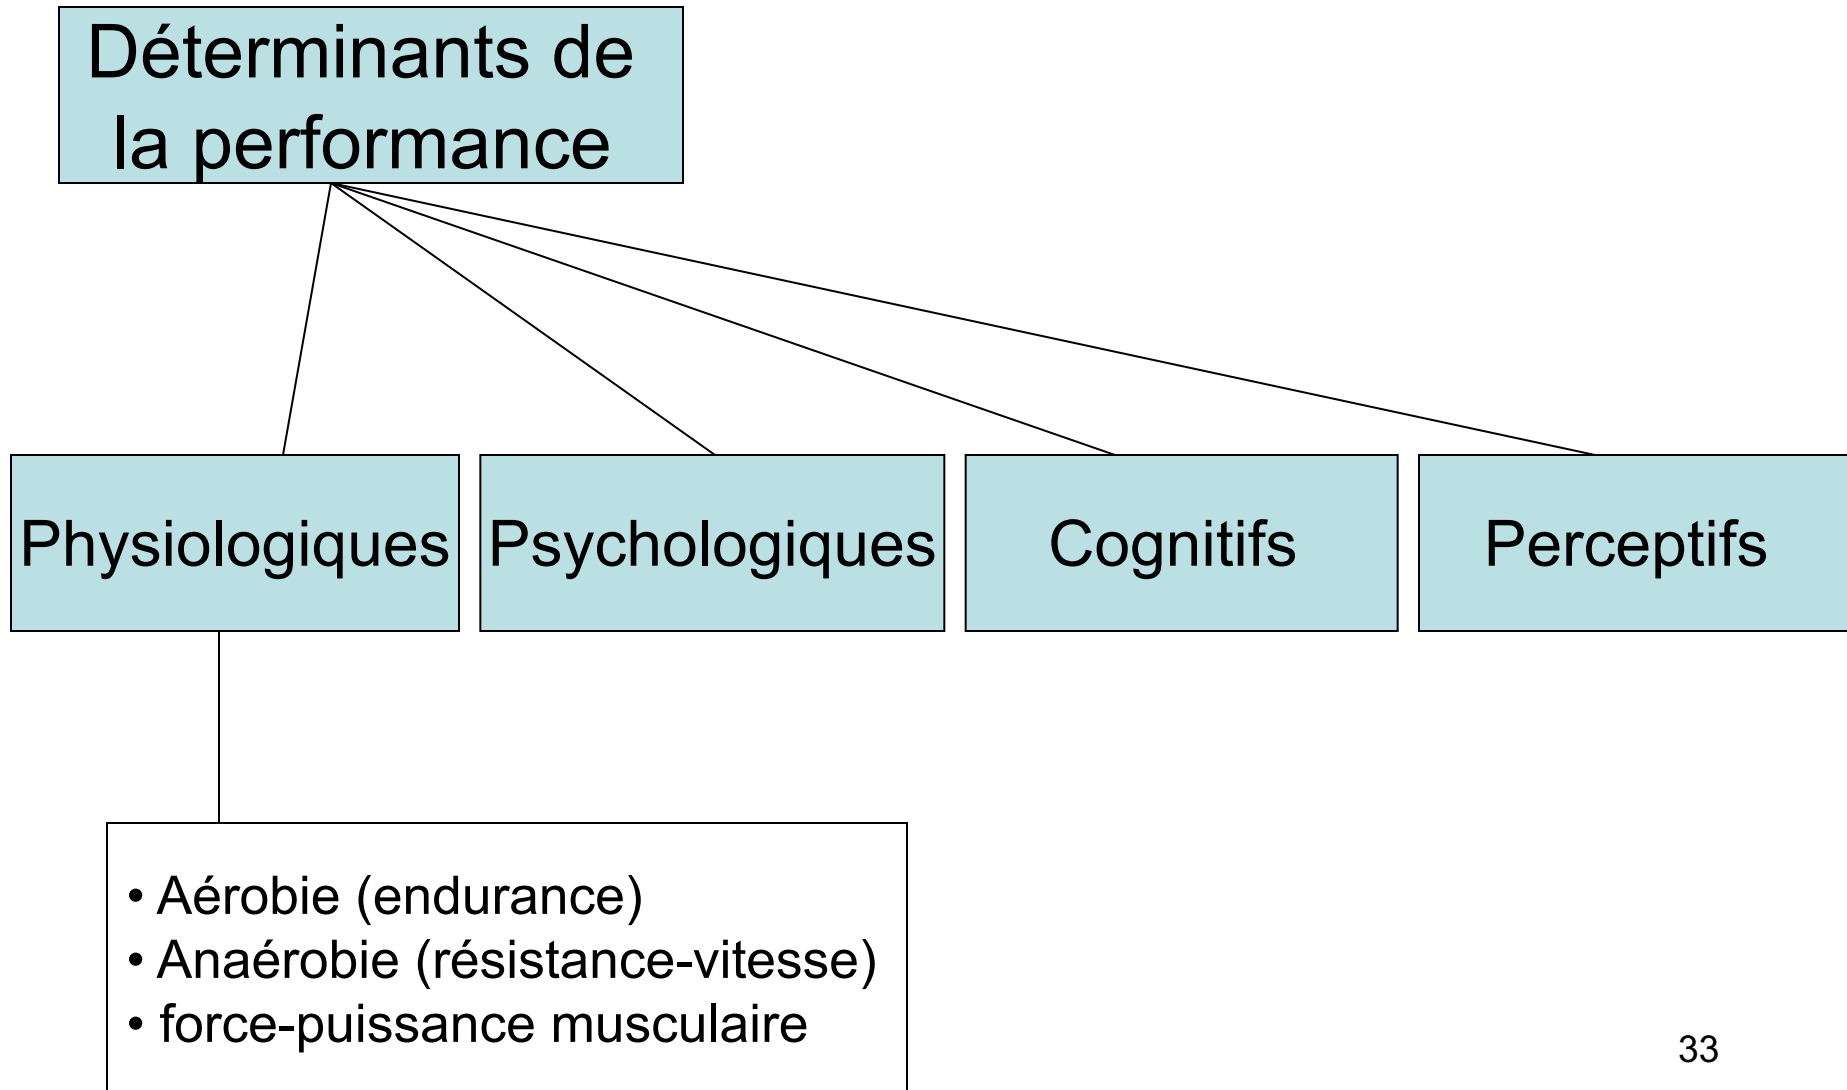 Déterminants de
la performance
Physiologiques
Psychologiques
Cognitifs
Perceptifs
• Aérobie (endurance)
• Anaérobie (résistance-vitesse)
• force-puissance musculaire
33